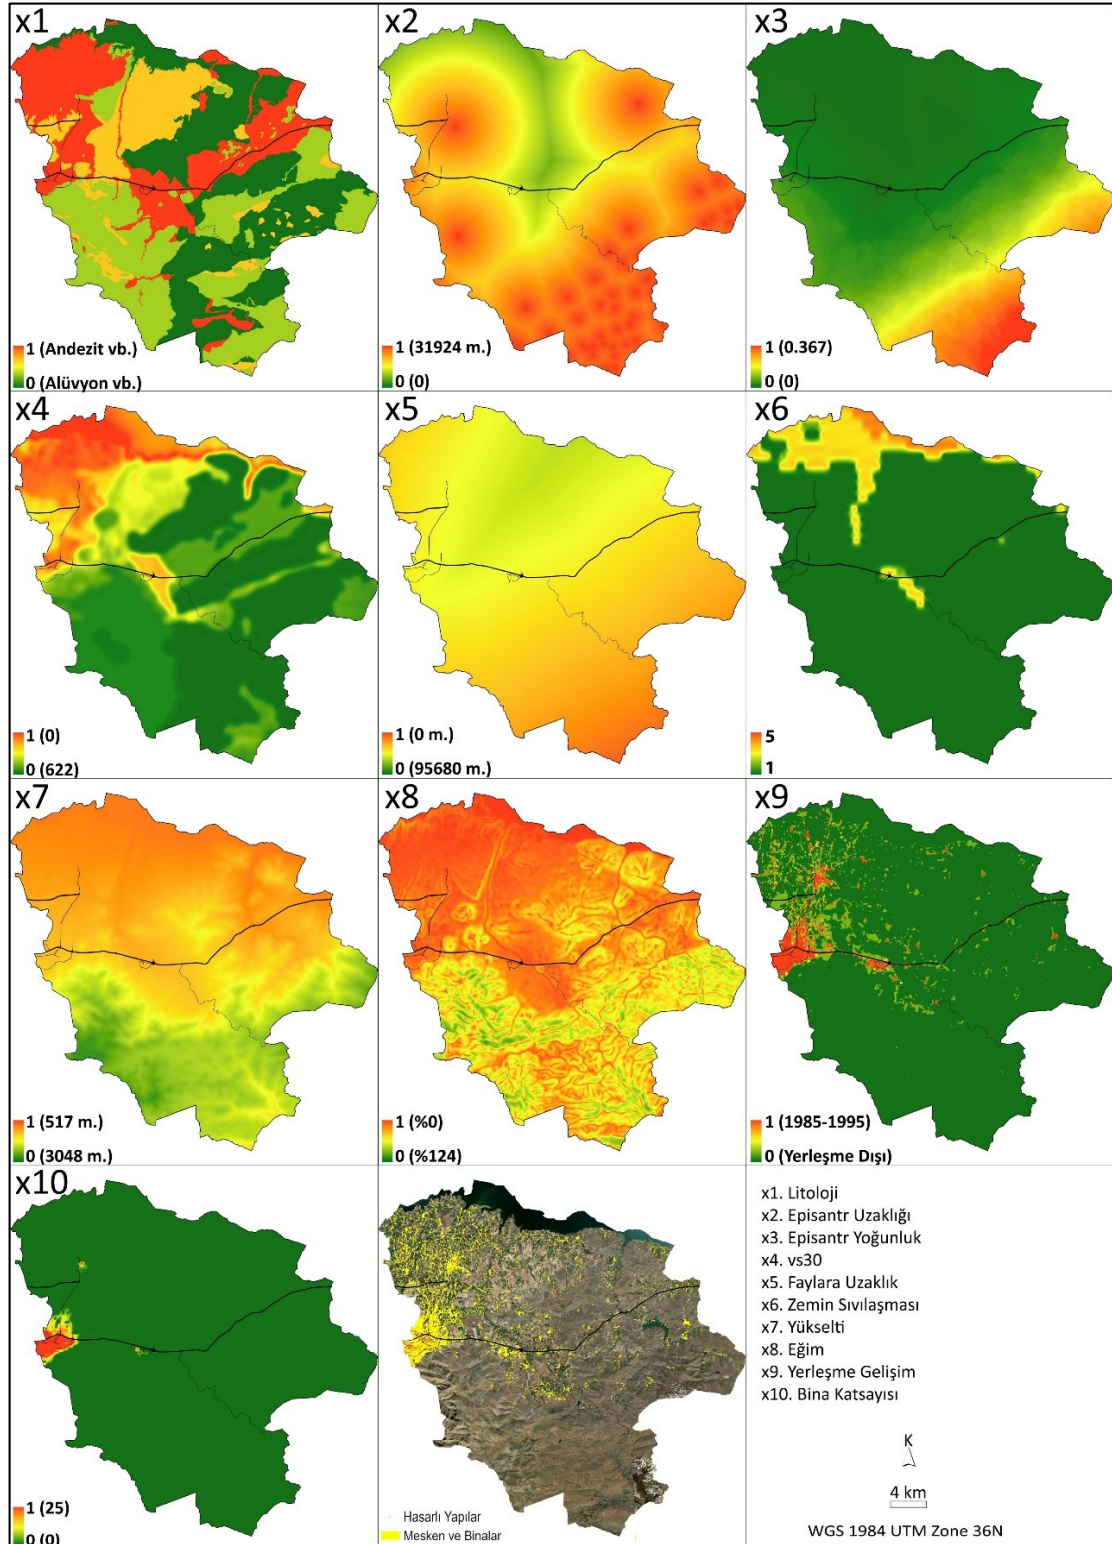 x1
1 (Andezit vb.)
0 (Alüvyon vb.)
x2
1 (31924 m.)
0 (0)
x3
1 (0.367)
0 (0)
x4
1 (0)
0 (622)
x5
1 (0 m.)
0 (95680 m.)
x6
5
1
x7
1 (517 m.)
0 (3048 m.)
x8
1 (%0)
0 (%124)
x9
1 (1985-1995)
0 (Yerleşme Dışı)
x10
1 (25)
0 (0)
Hasarlı Yapılar
Mesken ve Binalar
x1. Litoloji
x2. Episantr Uzaklığı
x3. Episantr Yoğunluk
x4. vs30
x5. Faylara Uzaklık
x6. Zemin Sıvılaşması
x7. Yükselti
x8. Eğim
x9. Yerleşme Gelişim
x10. Bina Katsayısı
K
4 km
WGS 1984 UTM Zone 36N